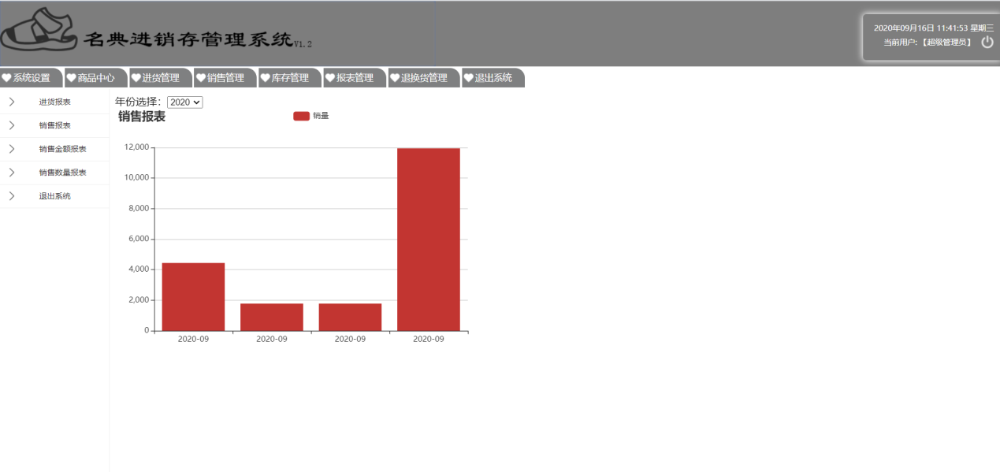 名典进销存管理系统V1.2
2020年09月16日 11:41:53 星期三
当前用户:【超级管理员】
系统设置 商品中心 进货管理 销售管理 库存管理 报表管理 退换货管理 退出系统
进货报表
销售报表
销售金额报表
销售数量报表
退出系统
年份选择： 2020
销售报表
销量
12,000
10,000
8,000
6,000
4,000
2,000
0
2020-09 2020-09 2020-09 2020-09